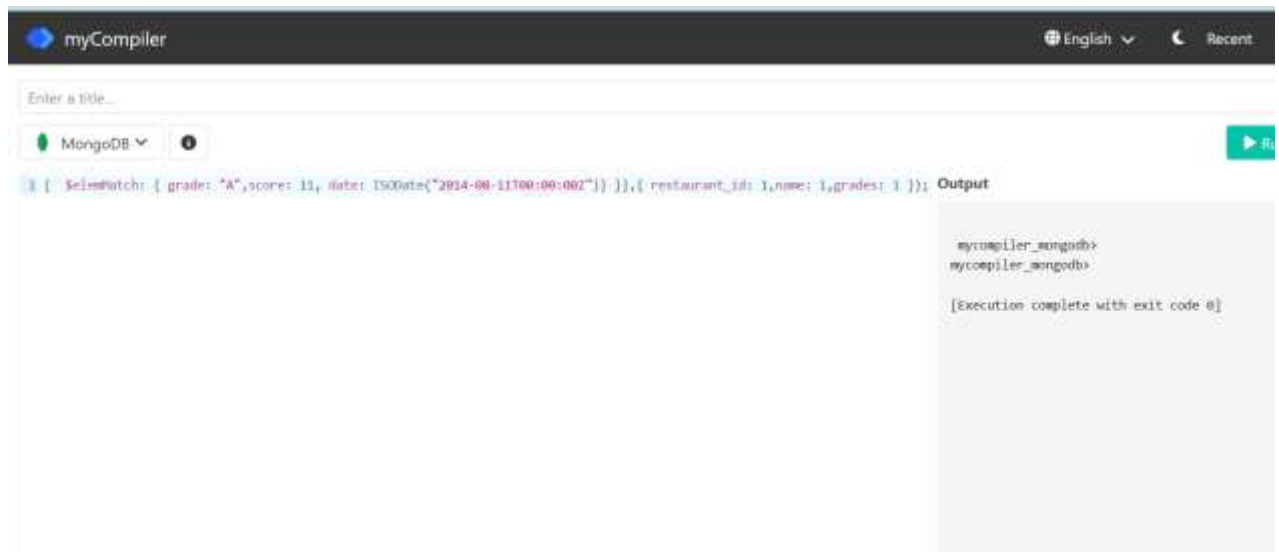 myCompiler
English
Recent
Enter a title...
MongoDB
1 { $elemMatch: { grade: "A",score: 11, date: ISODate("2014-08-11T00:00:00Z")} }},{ restaurant_id: 1,name: 1,grades: 1 });
Output
mycompiler_mongodb>
mycompiler_mongodb>
[Execution complete with exit code 0]